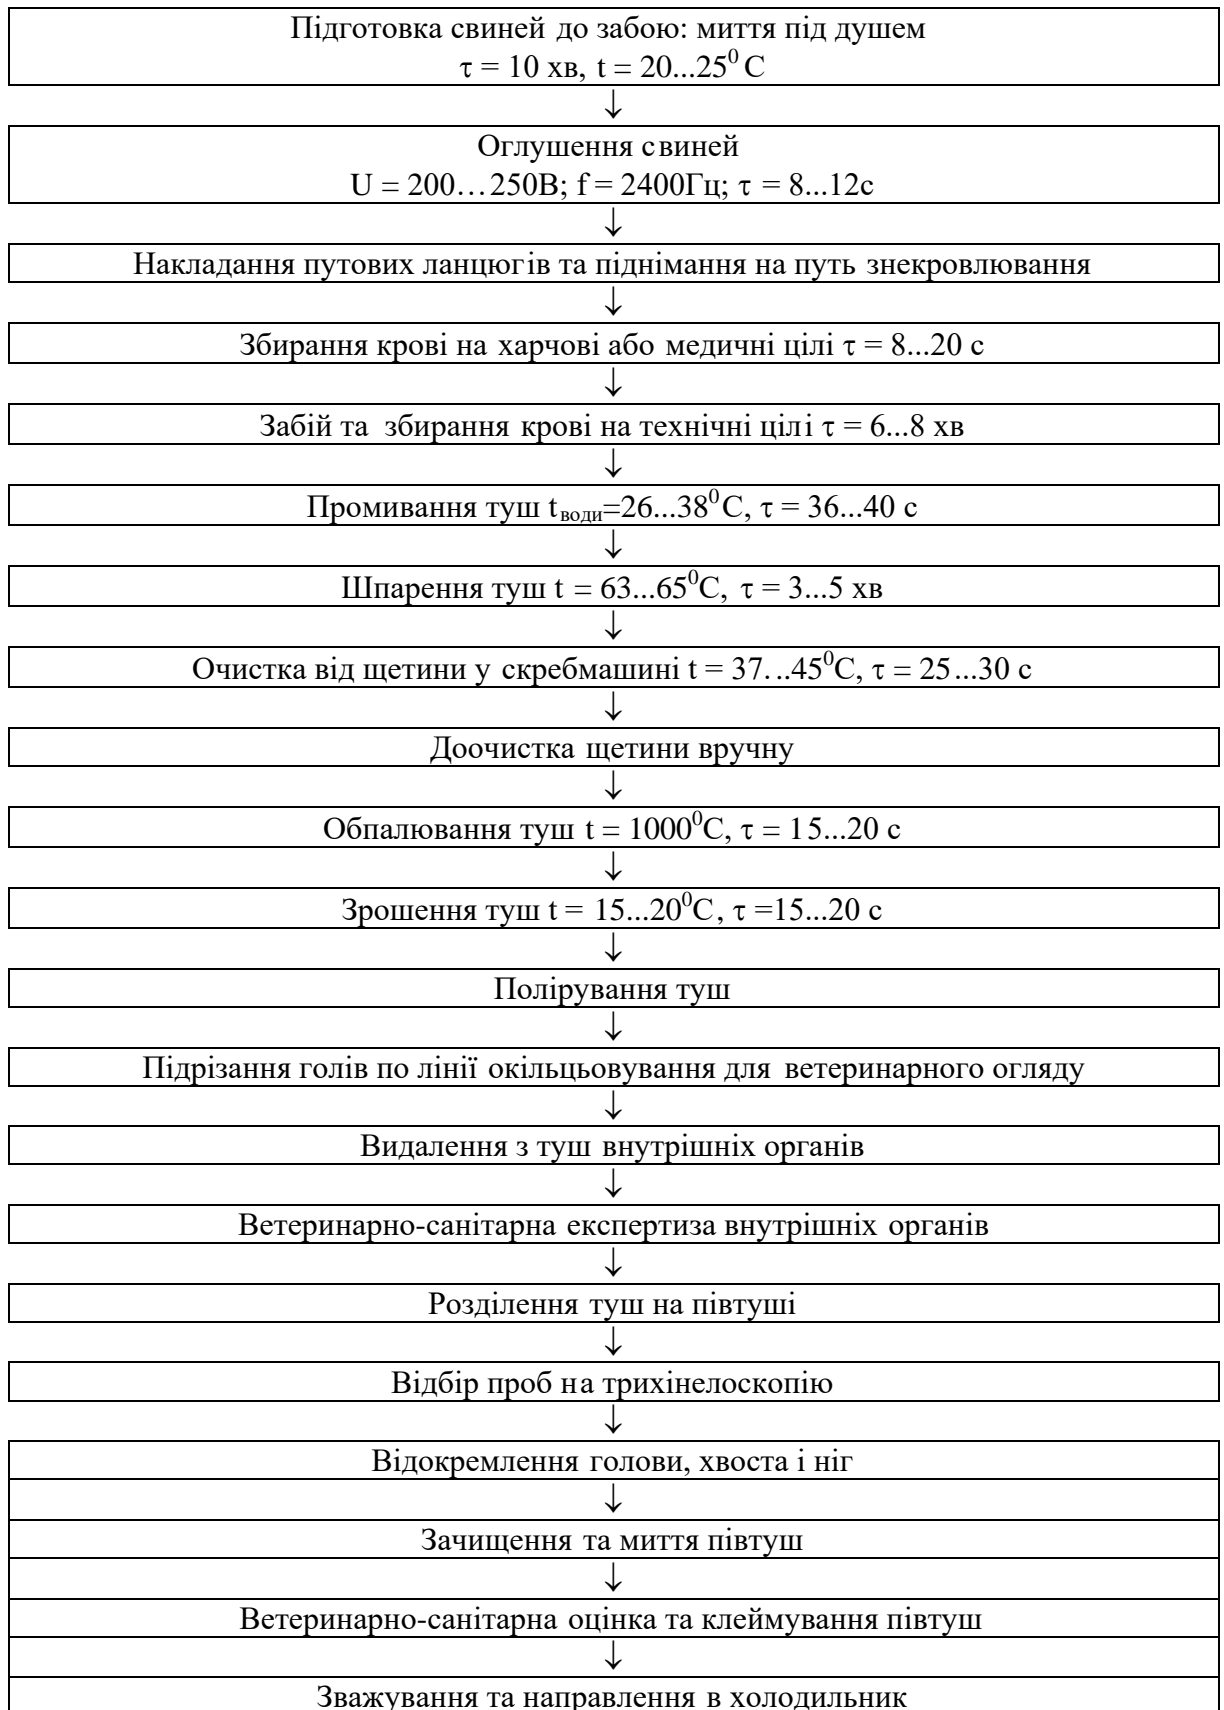 Підготовка свиней до забою: миття під душем
τ = 10 хв, t = 20...25⁰ С
↓
Оглушення свиней
U = 200…250В; f = 2400Гц; τ = 8...12с
↓
Накладання путових ланцюгів та піднімання на путь знекровлювання
↓
Збирання крові на харчові або медичні цілі τ = 8...20 с
↓
Забій та збирання крові на технічні цілі τ = 6...8 хв
↓
Промивання туш tводи=26...38⁰С, τ = 36...40 с
↓
Шпарення туш t = 63...65⁰С, τ = 3...5 хв
↓
Очистка від щетини у скребмашині t = 37...45⁰С, τ = 25...30 с
↓
Доочистка щетини вручну
↓
Обпалювання туш t = 1000⁰С, τ = 15...20 с
↓
Зрошення туш t = 15...20⁰С, τ =15...20 с
↓
Полірування туш
↓
Підрізання голів по лінії окільцьовування для ветеринарного огляду
↓
Видалення з туш внутрішніх органів
↓
Ветеринарно-санітарна експертиза внутрішніх органів
↓
Розділення туш на півтуші
↓
Відбір проб на трихінелоскопію
↓
Відокремлення голови, хвоста і ніг
↓
Зачищення та миття півтуш
↓
Ветеринарно-санітарна оцінка та клеймування півтуш
↓
Зважування та направлення в холодильник